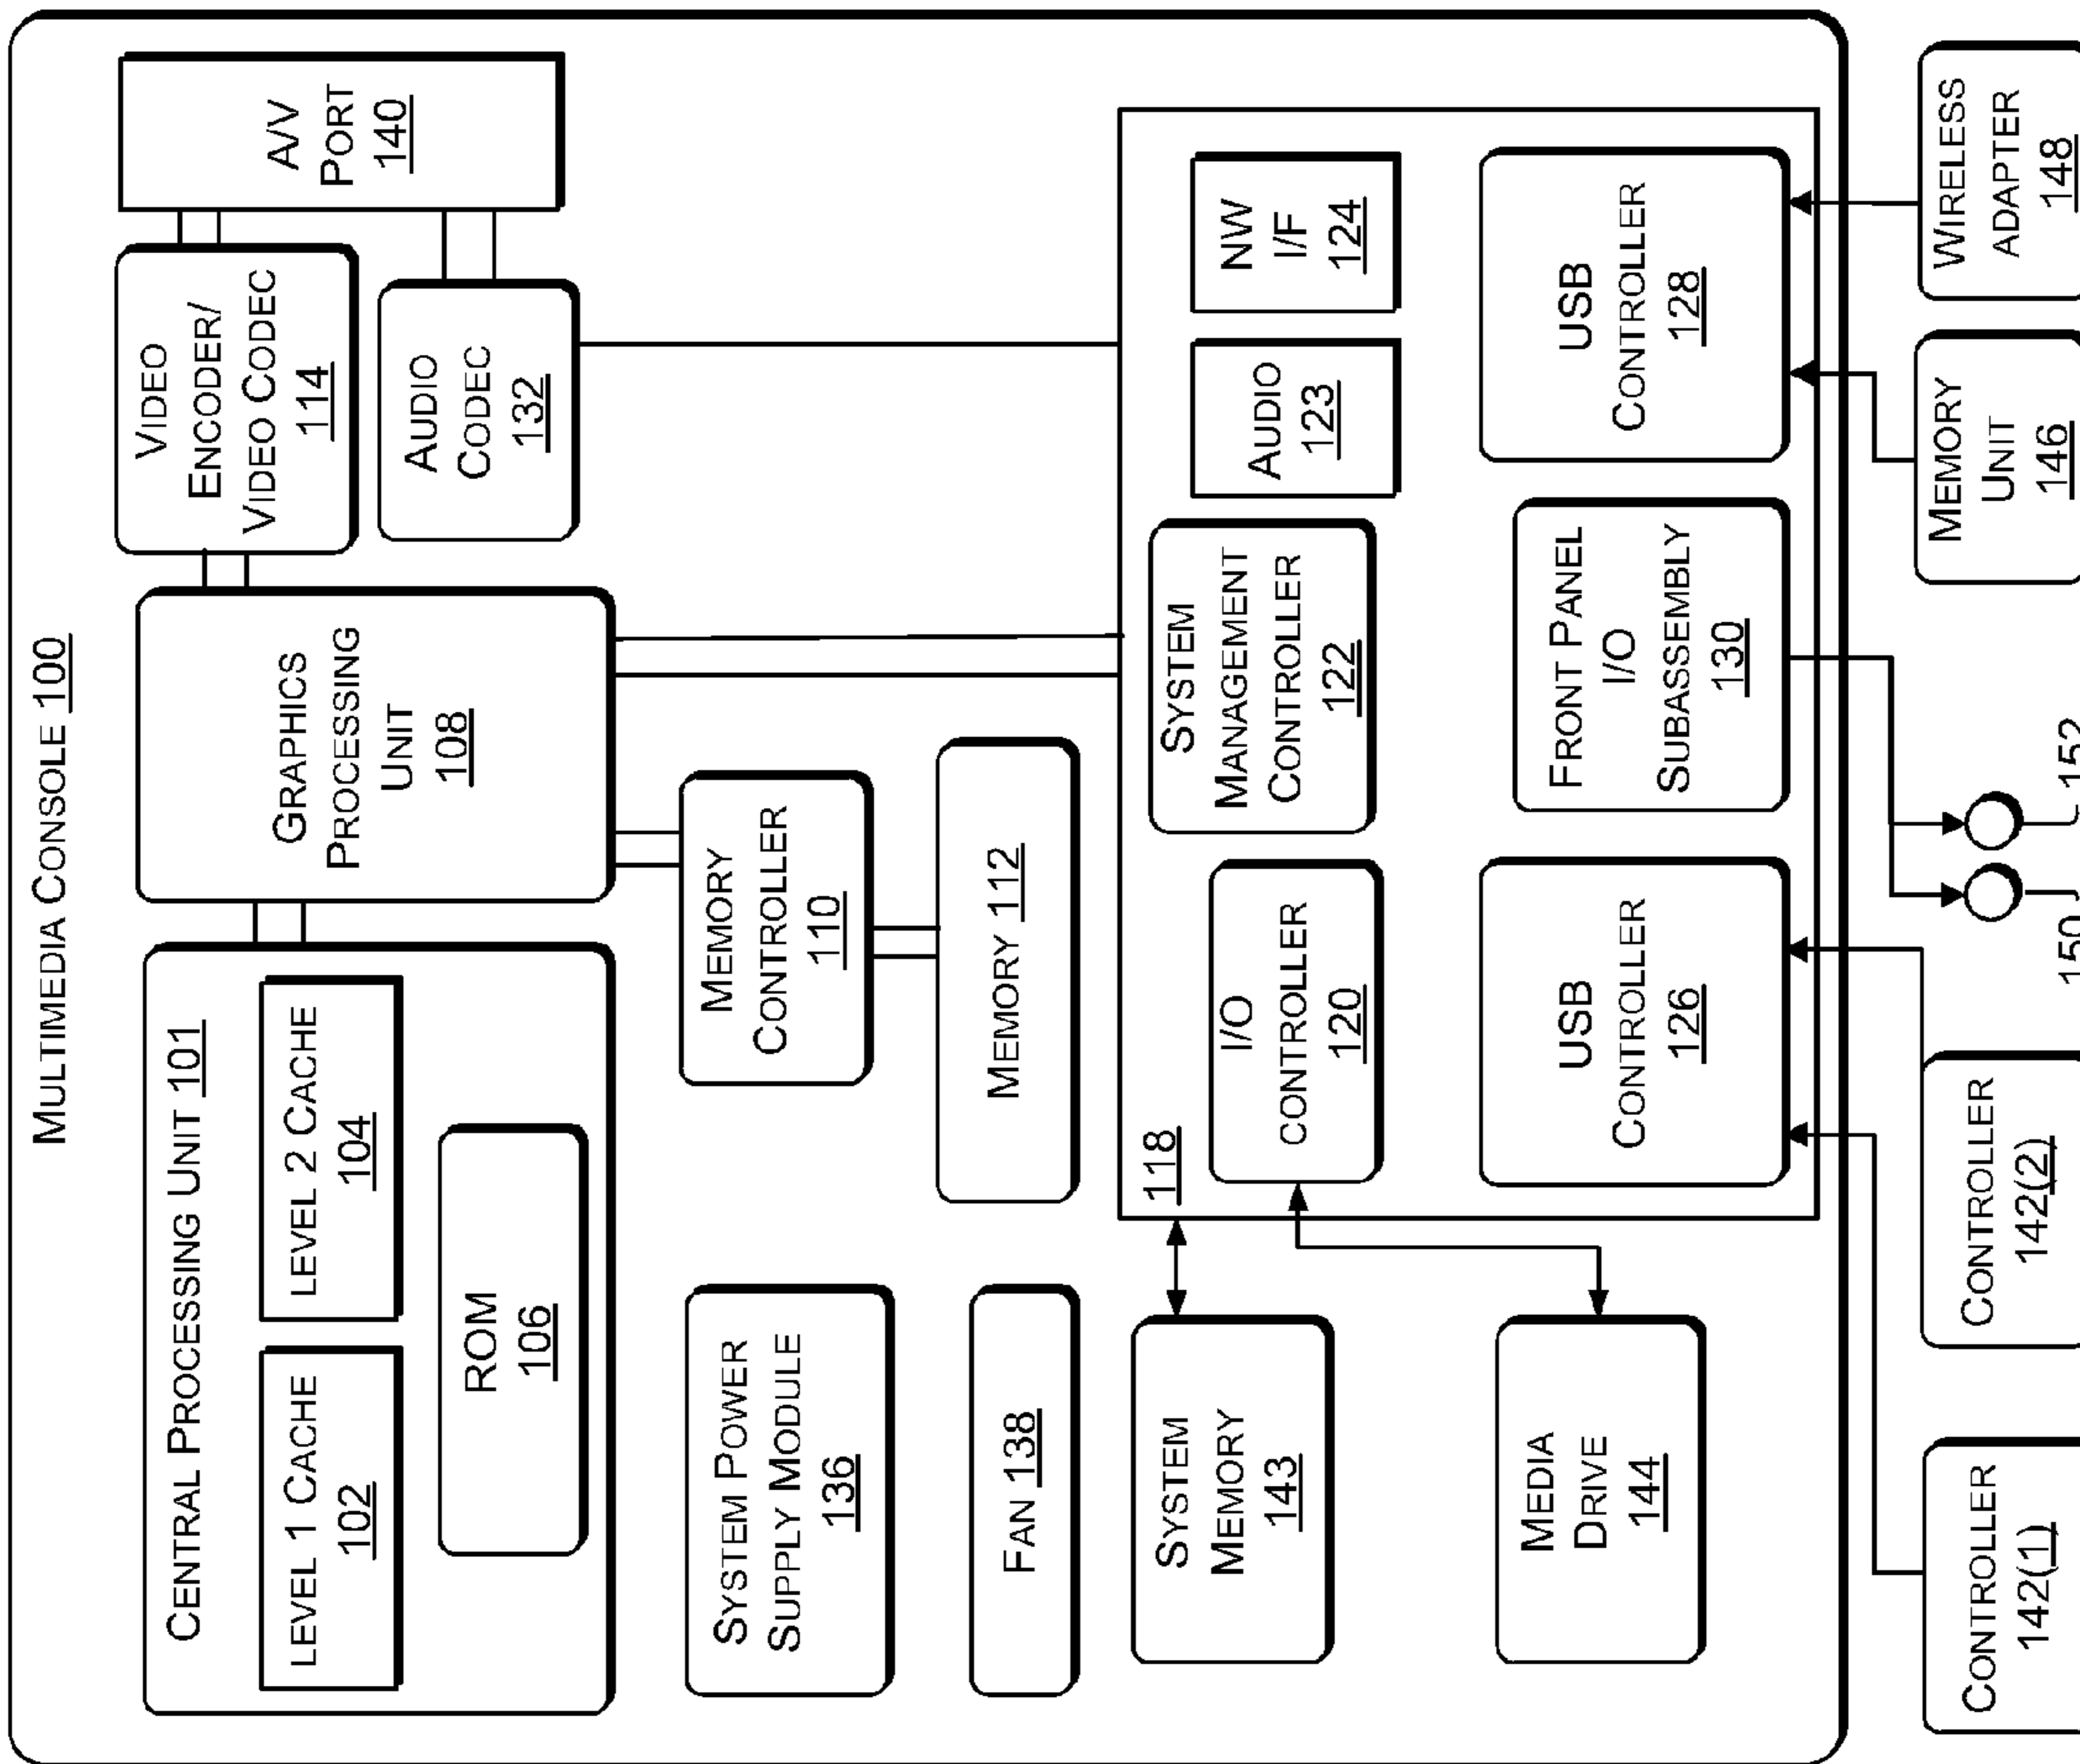 MULTIMEDIA CONSOLE 100
CENTRAL PROCESSING UNIT 101
LEVEL 1 CACHE
102
LEVEL 2 CACHE
104
ROM
106
GRAPHICS
PROCESSING
UNIT
108
VIDEO
ENCODER/
VIDEO CODEC
114
AUDIO
CODEC
132
A/V
PORT
140
SYSTEM POWER
SUPPLY MODULE
136
MEMORY
CONTROLLER
110
FAN 138
MEMORY 112
118
SYSTEM
MEMORY
143
I/O
CONTROLLER
120
SYSTEM
MANAGEMENT
CONTROLLER
122
AUDIO
123
NW
I/F
124
MEDIA
DRIVE
144
USB
CONTROLLER
126
FRONT PANEL
I/O
SUBASSEMBLY
130
USB
CONTROLLER
128
CONTROLLER
142(1)
CONTROLLER
142(2)
150
152
MEMORY
UNIT
146
WIRELESS
ADAPTER
148